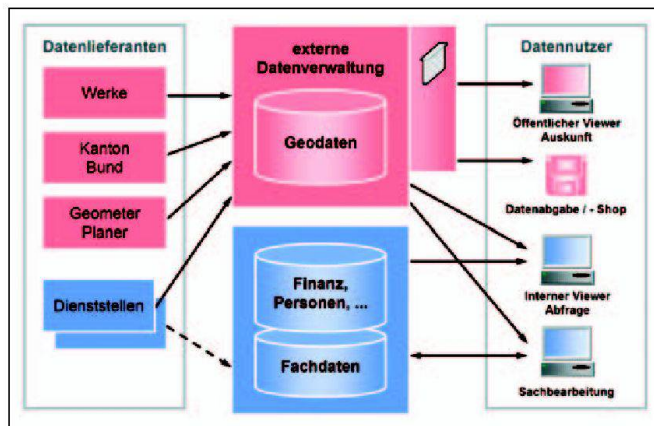 Datenlieferanten
Werke
Kanton
Bund
Geometer
Planer
Dienststellen
externe
Datenverwaltung
Geodaten
Finanz,
Personen, ...
Fachdaten
Datennutzer
Öffentlicher Viewer
Auskunft
Datenabgabe / - Shop
Interner Viewer
Abfrage
Sachbearbeitung